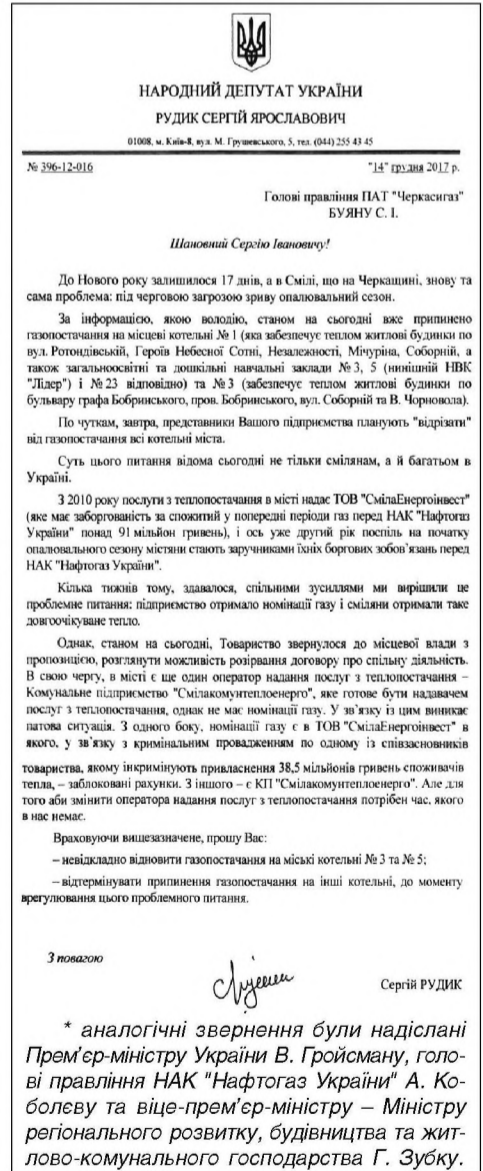 НАРОДНИЙ ДЕПУТАТ УКРАЇНИ
РУДИК СЕРГІЙ ЯРОСЛАВОВИЧ
01008, м. Київ-8, вул. М. Грушевського, 5, тел. (044) 255 43 45
№ 396-12-016 "14" грудня 2017 р.
Голові правління ПАТ "Черкасигаз"
БУЯНУ С. І.
Шановний Сергію Івановичу!
До Нового року залишилося 17 днів, а в Смілі, що на Черкащині, знову та
сама проблема: під черговою загрозою зриву опалювальний сезон.
За інформацією, якою володію, станом на сьогодні вже припинено
газопостачання на місцеві котельні № 1 (яка забезпечує теплом житлові будинки по
вул. Ротондівській, Героїв Небесної Сотні, Незалежності, Мічуріна, Соборній, а
також загальноосвітні та дошкільні навчальні заклади № 3, 5 (нинішній НВК
"Лідер") і № 23 відповідно) та № 3 (забезпечує теплом житлові будинки по
бульвару графа Бобринського, пров. Бобринського, вул. Соборній та В. Чорновола).
По чуткам, завтра, представники Вашого підприємства планують "відрізати"
від газопостачання всі котельні міста.
Суть цього питання відома сьогодні не тільки смілянам, а й багатьом в
Україні.
З 2010 року послуги з теплопостачання в місті надає ТОВ "СмілаЕнергоінвест"
(яке має заборгованість за спожитий у попередні періоди газ перед НАК "Нафтогаз
України" понад 91 мільйон гривень), і ось уже другий рік поспіль на початку
опалювального сезону містяни стають заручниками їхніх боргових зобов'язань перед
НАК "Нафтогаз України".
Кілька тижнів тому, здавалося, спільними зусиллями ми вирішили це
проблемне питання: підприємство отримало номінації газу і сміляни отримали таке
довгоочікуване тепло.
Однак, станом на сьогодні, Товариство звернулося до місцевої влади з
пропозицією, розглянути можливість розірвання договору про спільну діяльність.
В свою чергу, в місті є ще один оператор надання послуг з теплопостачання –
Комунальне підприємство "Смілакомунтеплоенерго", яке готове бути надавачем
послуг з теплопостачання, однак не має номінації газу. У зв'язку із цим виникає
патова ситуація. З одного боку, номінації газу є в ТОВ "СмілаЕнергоінвест" в
якого, у зв'язку з кримінальним провадженням по одному із співзасновників
товариства, якому інкримінують привласнення 38,5 мільйонів гривень споживачів
тепла, – заблоковані рахунки. З іншого – є КП "Смілакомунтеплоенерго". Але для
того аби змінити оператора надання послуг з теплопостачання потрібен час, якого
в нас немає.
Враховуючи вищезазначене, прошу Вас:
– невідкладно відновити газопостачання на міські котельні № 3 та № 5;
– відтермінувати припинення газопостачання на інші котельні, до моменту
врегулювання цього проблемного питання.
З повагою
Сергій РУДИК
* аналогічні звернення були надіслані
Прем'єр-міністру України В. Гройсману, голо-
ві правління НАК "Нафтогаз України" А. Ко-
болєву та віце-прем'єр-міністру – Міністру
регіонального розвитку, будівництва та жит-
лово-комунального господарства Г. Зубку.